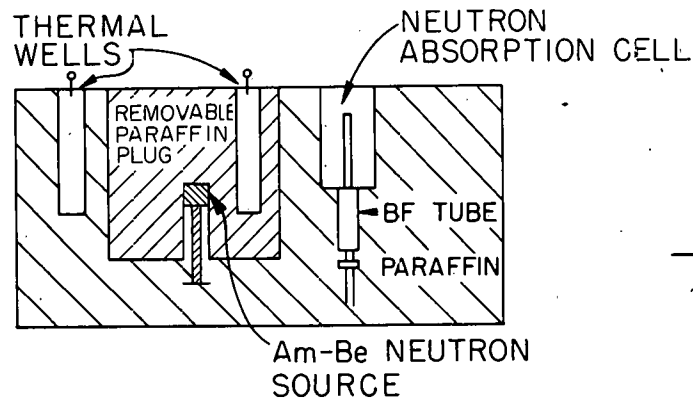 THERMAL
WELLS
NEUTRON
ABSORPTION CELL
REMOVABLE
PARAFFIN
PLUG
BF TUBE
PARAFFIN
Am-Be NEUTRON
SOURCE